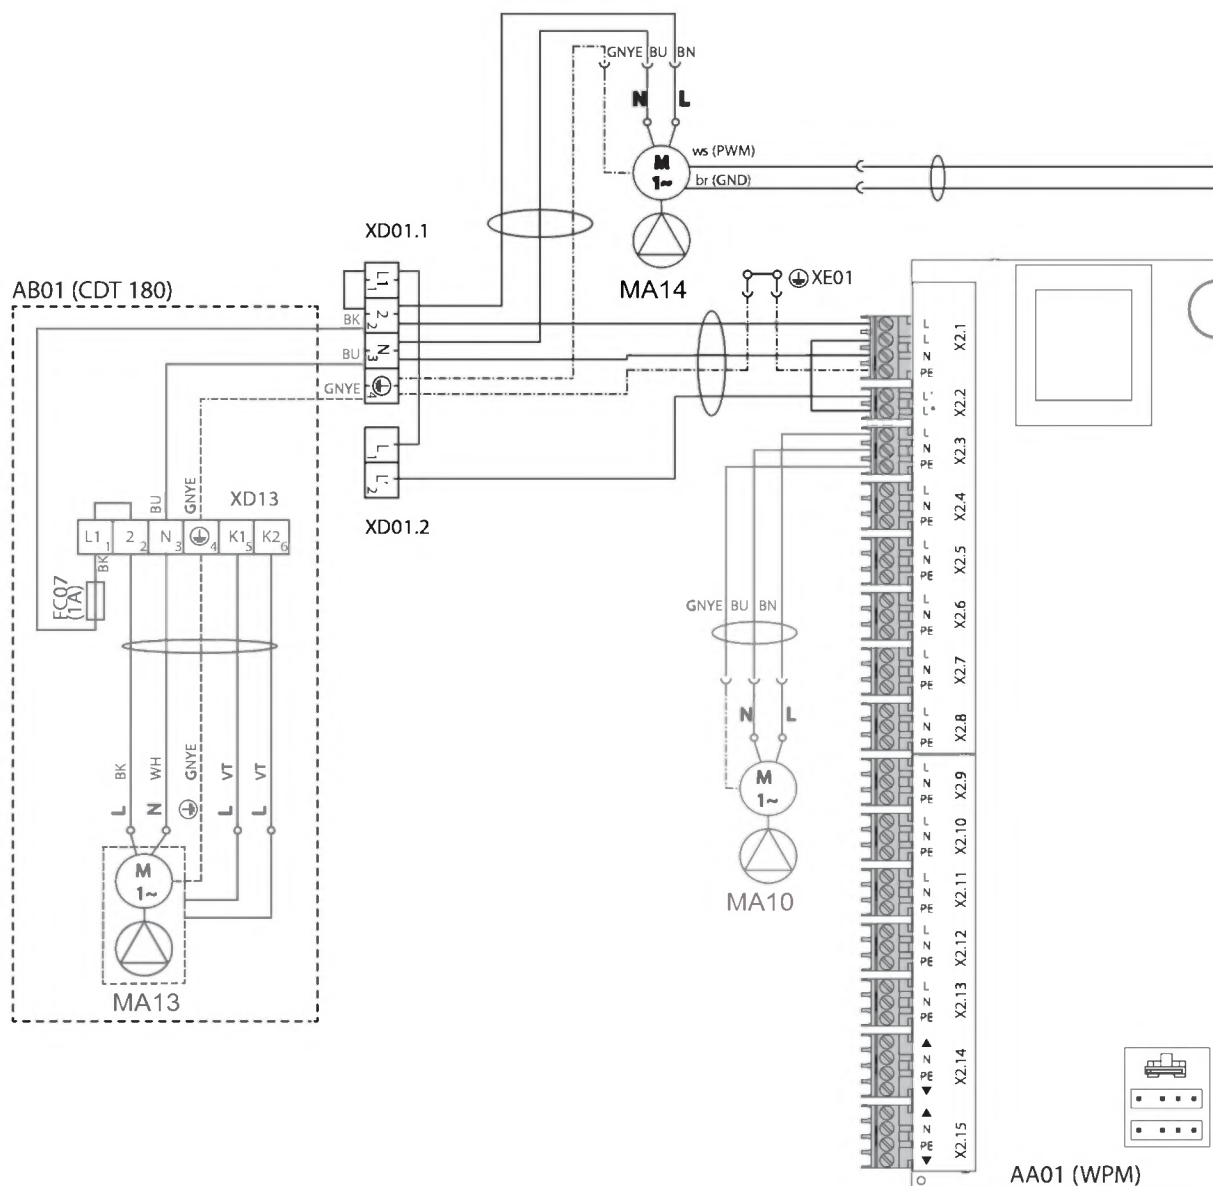 GNYE BU BN
N L
ws (PWM)
M
1~
br (GND)
MA14
XD01.1
L1 1
2 2
N 3
4
BK
BU
GNYE
L 1
L' 2
XD01.2
XE01
AB01 (CDT 180)
BU
GNYE
XD13
L1 1 2 2 N 3 4 K1 5 K2 6
BK
FC07
(1A)
BK WH GNYE VT VT
L N L L
M
1~
MA13
GNYE BU BN
N L
M
1~
MA10
L
L
N
PE
X2.1
L'
L*
X2.2
L
N
PE
X2.3
L
N
PE
X2.4
L
N
PE
X2.5
L
N
PE
X2.6
L
N
PE
X2.7
L
N
PE
X2.8
L
N
PE
X2.9
L
N
PE
X2.10
L
N
PE
X2.11
L
N
PE
X2.12
L
N
PE
X2.13
▲
N
PE
▼
X2.14
▲
N
PE
▼
X2.15
AA01 (WPM)